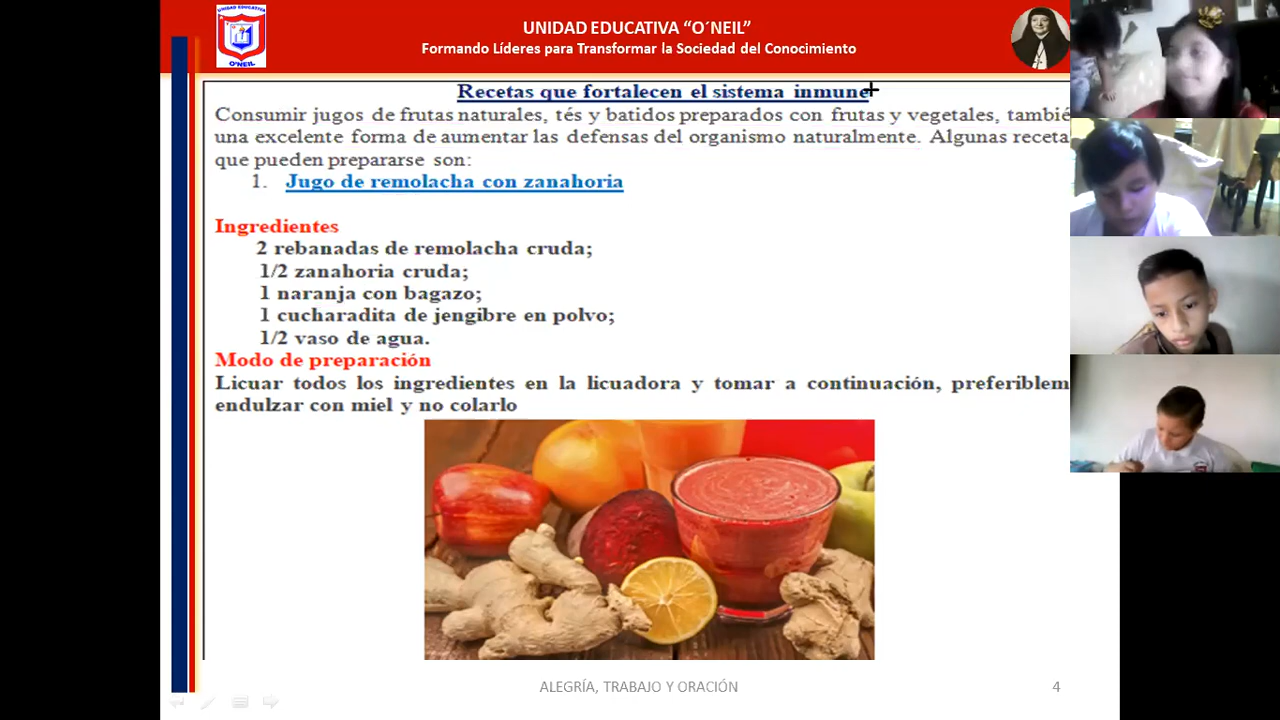 UNIDAD EDUCATIVA
O'NEIL
UNIDAD EDUCATIVA “O´NEIL”
Formando Líderes para Transformar la Sociedad del Conocimiento
Recetas que fortalecen el sistema inmune
Consumir jugos de frutas naturales, tés y batidos preparados con frutas y vegetales, tambié
una excelente forma de aumentar las defensas del organismo naturalmente. Algunas receta
que pueden prepararse son:
1. Jugo de remolacha con zanahoria
Ingredientes
2 rebanadas de remolacha cruda;
1/2 zanahoria cruda;
1 naranja con bagazo;
1 cucharadita de jengibre en polvo;
1/2 vaso de agua.
Modo de preparación
Licuar todos los ingredientes en la licuadora y tomar a continuación, preferiblem
endulzar con miel y no colarlo
ALEGRÍA, TRABAJO Y ORACIÓN
4